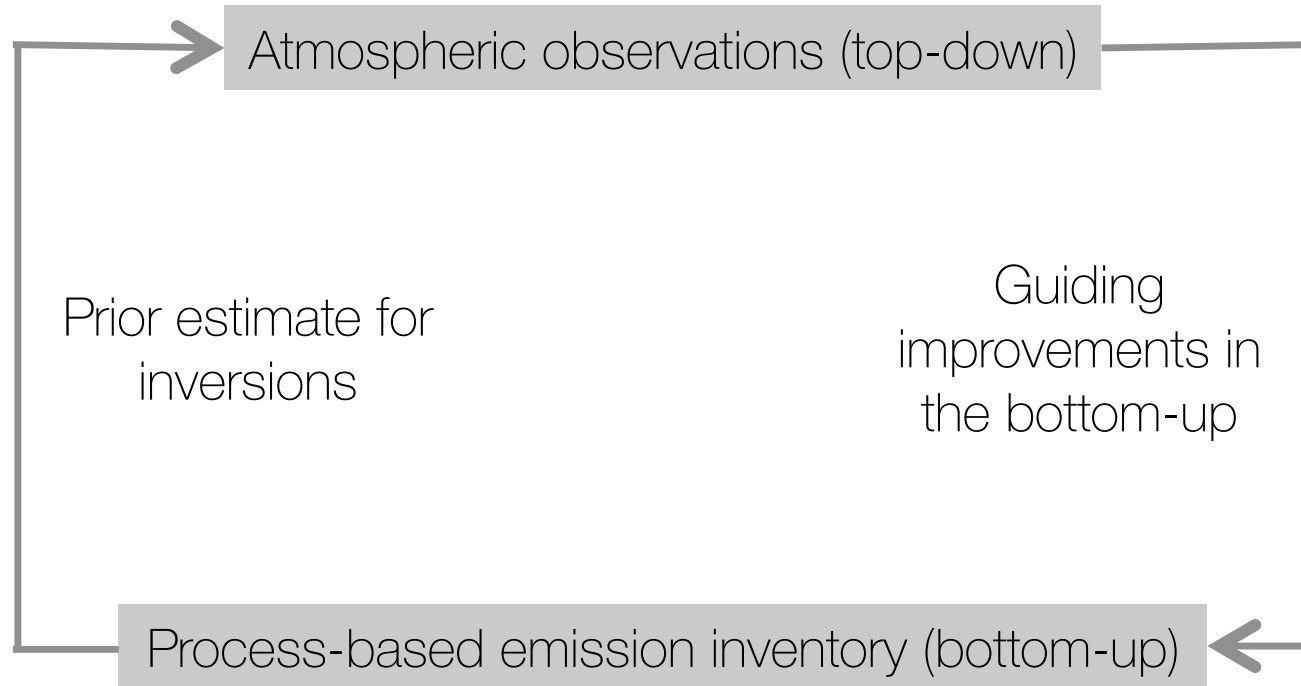 Atmospheric observations (top-down)
Prior estimate for
inversions
Guiding
improvements in
the bottom-up
Process-based emission inventory (bottom-up)